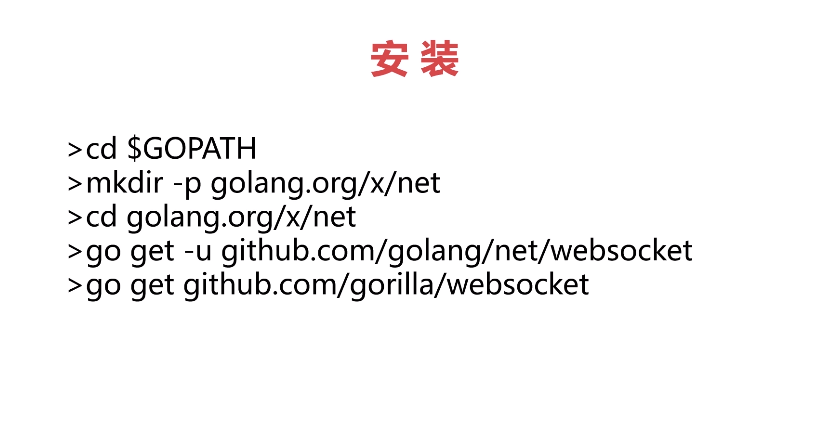 安装
>cd $GOPATH
>mkdir -p golang.org/x/net
>cd golang.org/x/net
>go get -u github.com/golang/net/websocket
>go get github.com/gorilla/websocket